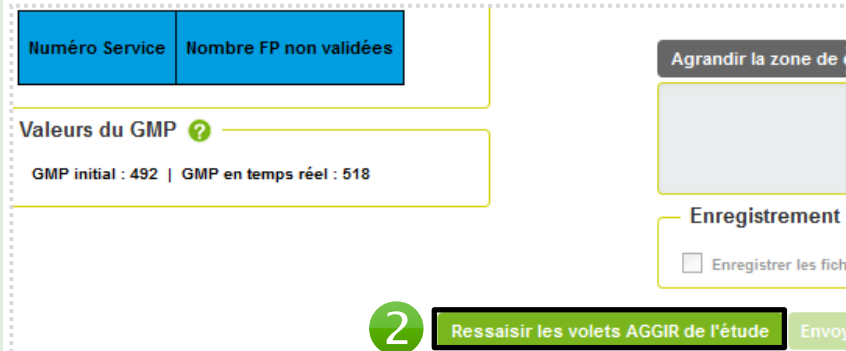 Numéro Service Nombre FP non validées
Agrandir la zone de
Valeurs du GMP ?
GMP initial : 492 | GMP en temps réel : 518
Enregistrement
Enregistrer les fich
2 Ressaisir les volets AGGIR de l'étude Envoy